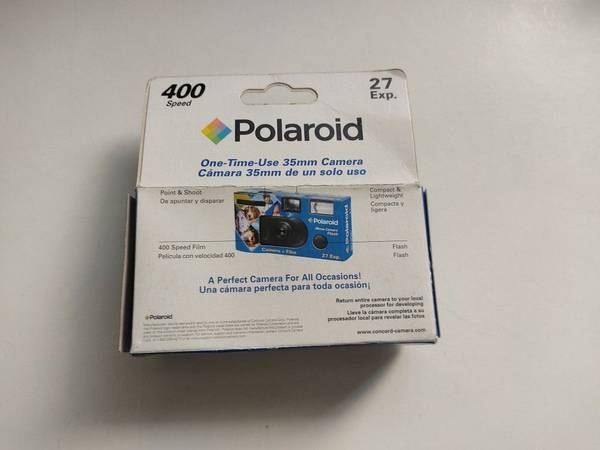 400
Speed
27
Exp.
Polaroid
One-Time-Use 35mm Camera
Cámara 35mm de un solo uso
Point & Shoot
De apuntar y disparar
Compact &
Lightweight
Compacta y
ligera
Polaroid
Flash
Camera + Film
27 Exp.
Polaroid
400 Speed Film
Película con velocidad 400
Flash
Flash
A Perfect Camera For All Occasions!
Una cámara perfecta para toda ocasión¡
Return entire camera to your local
processor for developing
Lleve la cámara completa a su
procesador local para revelar las fotos
www.concord-camera.com
Polaroid